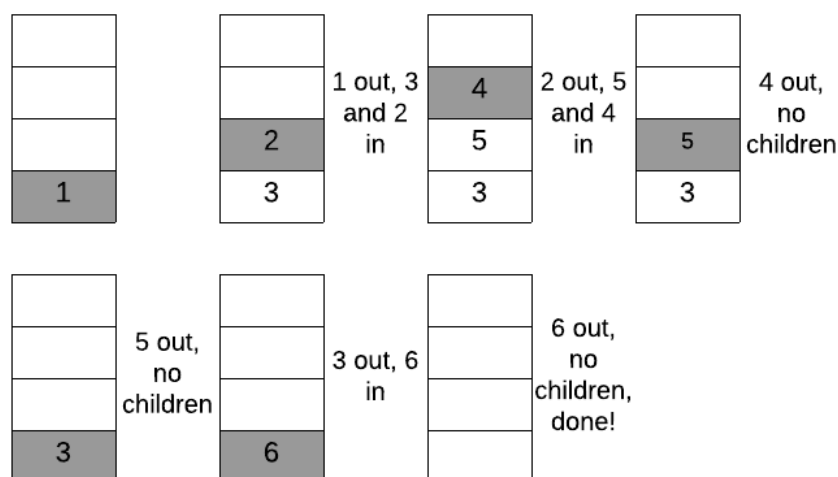 1
2
3
1 out, 3
and 2
in
4
5
3
2 out, 5
and 4
in
5
3
4 out,
no
children
3
5 out,
no
children
6
3 out, 6
in
6 out,
no
children,
done!